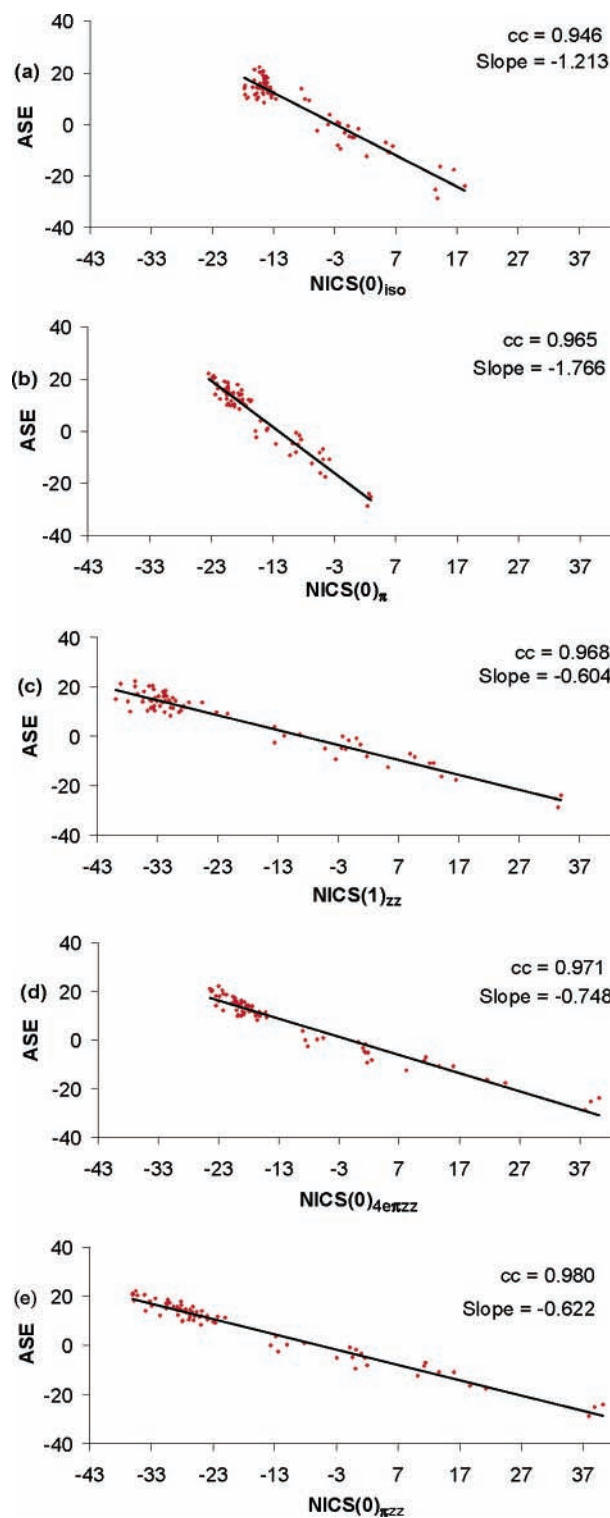 (a)
ASE
cc = 0.946
Slope = -1.213
40
20
0
-20
-40
-43 -33 -23 -13 -3 7 17 27 37
NICS(0)iso
(b)
ASE
cc = 0.965
Slope = -1.766
40
20
0
-20
-40
-43 -33 -23 -13 -3 7 17 27 37
NICS(0)π
(c)
ASE
cc = 0.968
Slope = -0.604
40
20
0
-20
-40
-43 -33 -23 -13 -3 7 17 27 37
NICS(1)zz
(d)
ASE
cc = 0.971
Slope = -0.748
40
20
0
-20
-40
-43 -33 -23 -13 -3 7 17 27 37
NICS(0)4eπzz
(e)
ASE
cc = 0.980
Slope = -0.622
40
20
0
-20
-40
-43 -33 -23 -13 -3 7 17 27 37
NICS(0)πzz